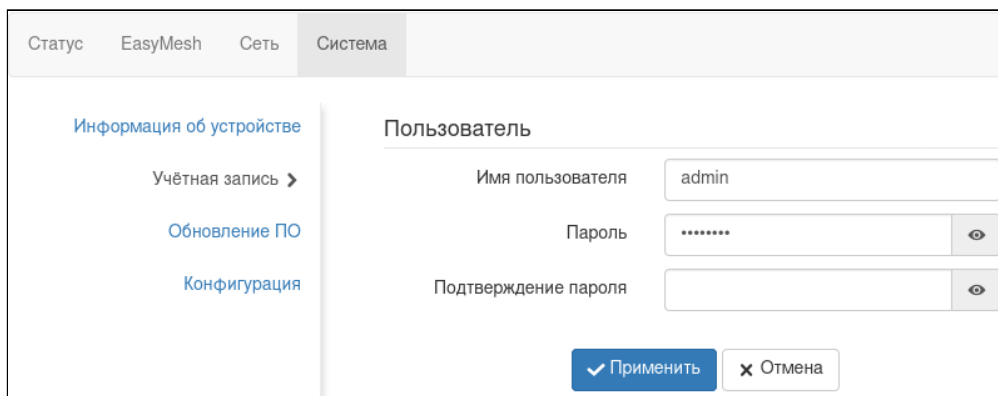 Статус EasyMesh Сеть Система
Информация об устройстве
Учётная запись
Обновление ПО
Конфигурация
Пользователь
Имя пользователя admin
Пароль ••••••••
Подтверждение пароля
Применить Отмена